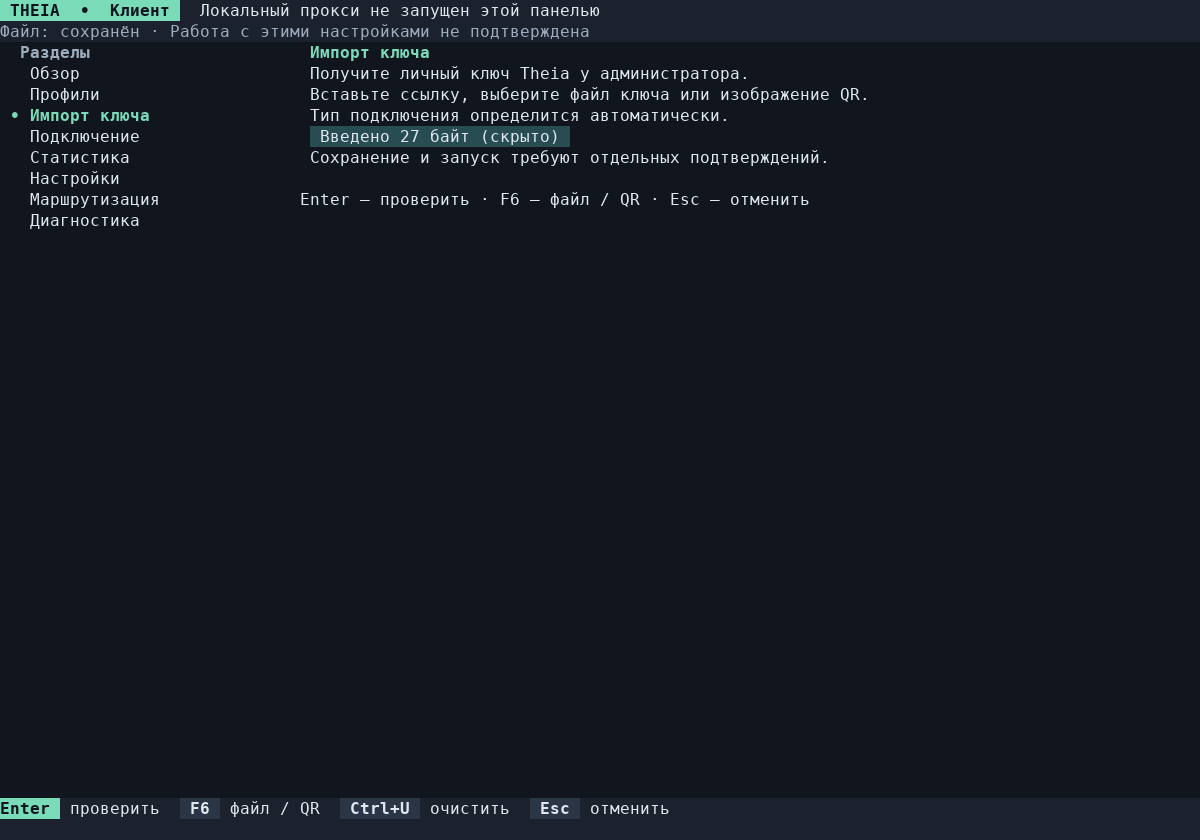 THEIA • Клиент Локальный прокси не запущен этой панелью
Файл: сохранён · Работа с этими настройками не подтверждена
Разделы
Обзор
Профили
• Импорт ключа
Подключение
Статистика
Настройки
Маршрутизация
Диагностика
Импорт ключа
Получите личный ключ Theia у администратора.
Вставьте ссылку, выберите файл ключа или изображение QR.
Тип подключения определится автоматически.
Введено 27 байт (скрыто)
Сохранение и запуск требуют отдельных подтверждений.
Enter — проверить · F6 — файл / QR · Esc — отменить
Enter проверить F6 файл / QR Ctrl+U очистить Esc отменить